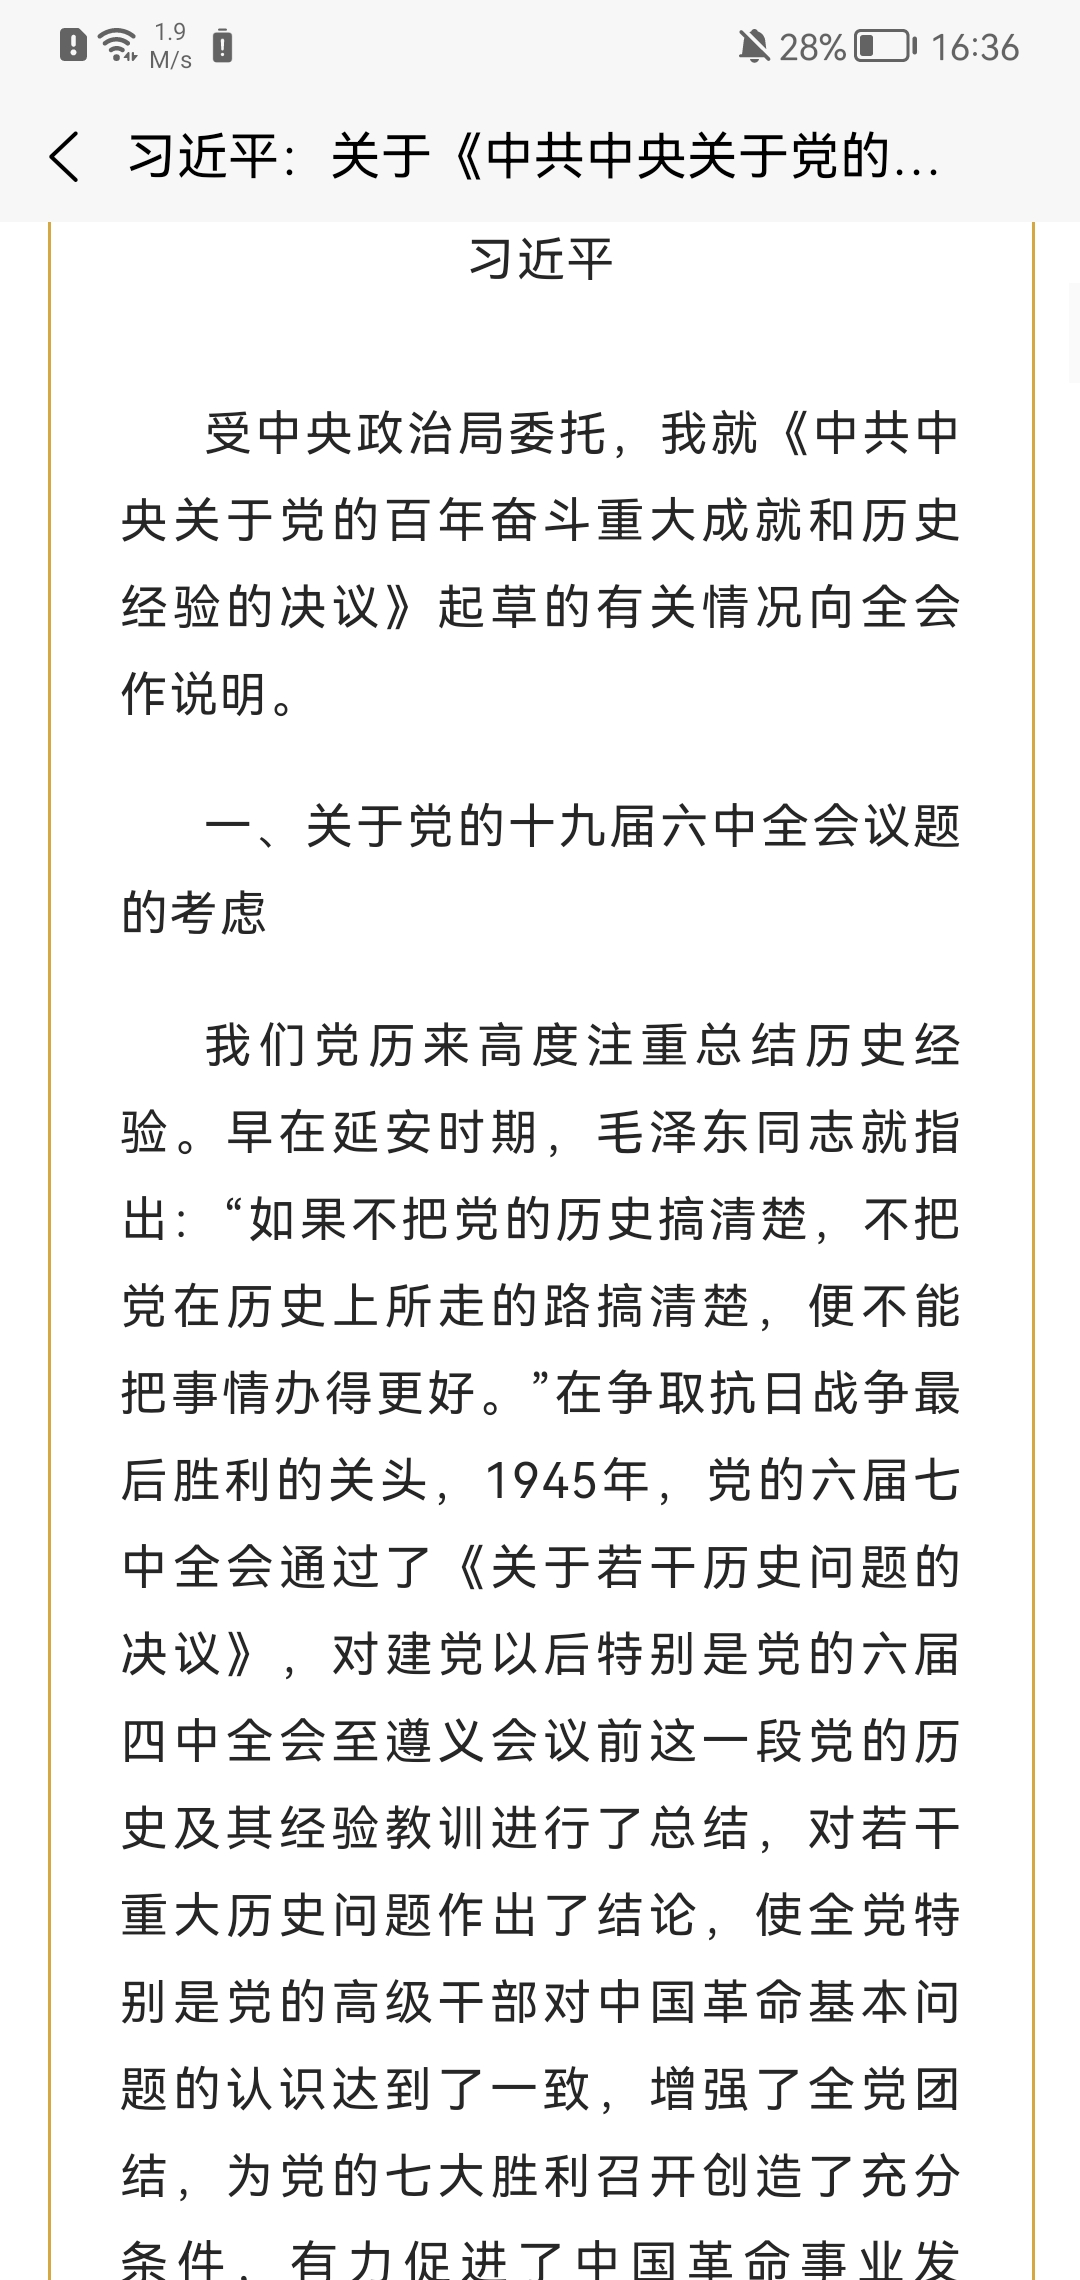 1.9
M/s
28%
16:36
习近平：关于《中共中央关于党的...
习近平
受中央政治局委托，我就《中共中
央关于党的百年奋斗重大成就和历史
经验的决议》起草的有关情况向全会
作说明。
一、关于党的十九届六中全会议题
的考虑
我们党历来高度注重总结历史经
验。早在延安时期，毛泽东同志就指
出：“如果不把党的历史搞清楚，不把
党在历史上所走的路搞清楚，便不能
把事情办得更好。”在争取抗日战争最
后胜利的关头，1945年，党的六届七
中全会通过了《关于若干历史问题的
决议》，对建党以后特别是党的六届
四中全会至遵义会议前这一段党的历
史及其经验教训进行了总结，对若干
重大历史问题作出了结论，使全党特
别是党的高级干部对中国革命基本问
题的认识达到了一致，增强了全党团
结，为党的七大胜利召开创造了充分
条件，有力促进了中国革命事业发